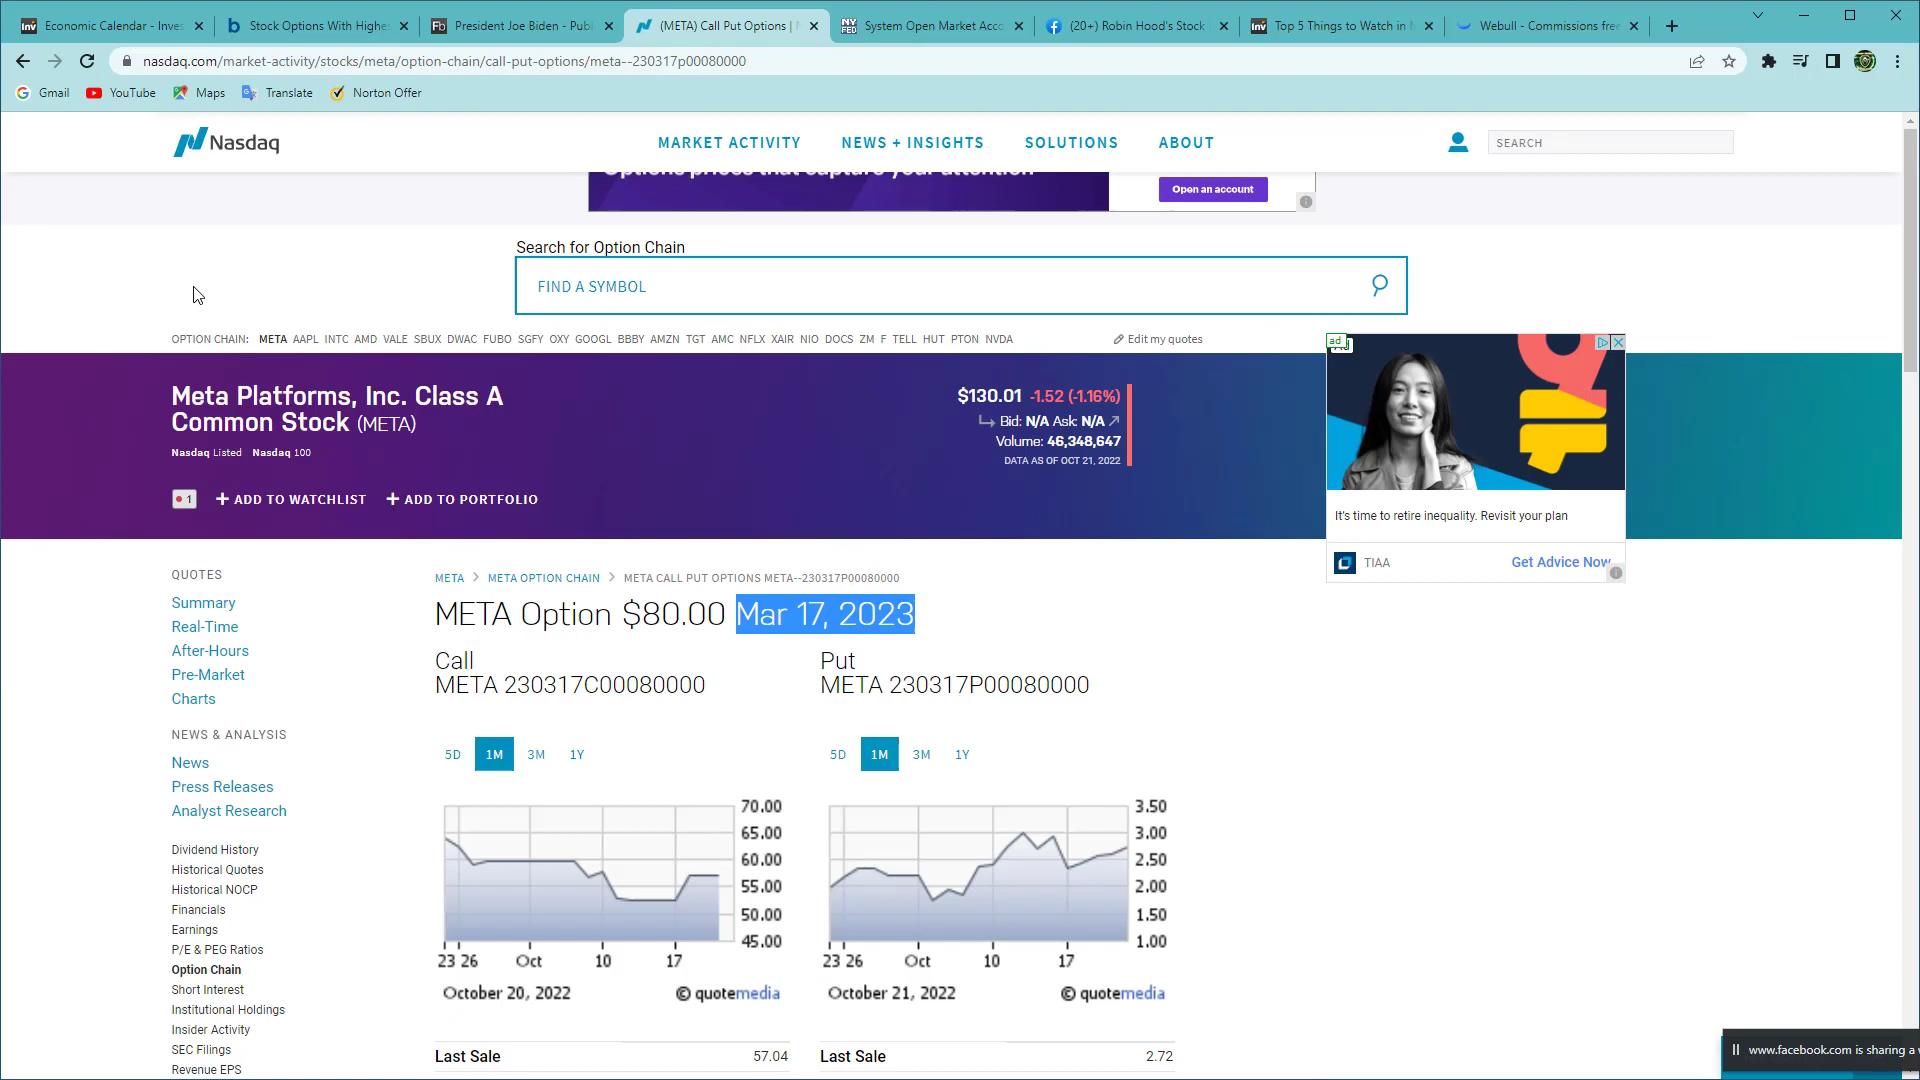 Economic Calendar - Inves
Stock Options With Highes
President Joe Biden - Publ
(META) Call Put Options |
System Open Market Acco
(20+) Robin Hood's Stock
Top 5 Things to Watch in
Webull - Commissions free
nasdaq.com/market-activity/stocks/meta/option-chain/call-put-options/meta--230317p00080000
Gmail YouTube Maps Translate Norton Offer
Nasdaq
MARKET ACTIVITY NEWS + INSIGHTS SOLUTIONS ABOUT
SEARCH
Options prices that capture your attention
Open an account
Search for Option Chain
FIND A SYMBOL
OPTION CHAIN: META AAPL INTC AMD VALE SBUX DWAC FUBO SGFY OXY GOOGL BBBY AMZN TGT AMC NFLX XAIR NIO DOCS ZM F TELL HUT PTON NVDA
Edit my quotes
Meta Platforms, Inc. Class A
Common Stock (META)
Nasdaq Listed Nasdaq 100
$130.01 -1.52 (-1.16%)
Bid: N/A Ask: N/A
Volume: 46,348,647
DATA AS OF OCT 21, 2022
1 + ADD TO WATCHLIST + ADD TO PORTFOLIO
ad
It's time to retire inequality. Revisit your plan
TIAA
Get Advice Now
QUOTES
Summary
Real-Time
After-Hours
Pre-Market
Charts
NEWS & ANALYSIS
News
Press Releases
Analyst Research
Dividend History
Historical Quotes
Historical NOCP
Financials
Earnings
P/E & PEG Ratios
Option Chain
Short Interest
Institutional Holdings
Insider Activity
SEC Filings
Revenue EPS
META > META OPTION CHAIN > META CALL PUT OPTIONS META--230317P00080000
META Option $80.00 Mar 17, 2023
Call
META 230317C00080000
5D 1M 3M 1Y
70.00
65.00
60.00
55.00
50.00
45.00
23 26 Oct 10 17
October 20, 2022 © quotemedia
Last Sale 57.04
Put
META 230317P00080000
5D 1M 3M 1Y
3.50
3.00
2.50
2.00
1.50
1.00
23 26 Oct 10 17
October 21, 2022 © quotemedia
Last Sale 2.72
www.facebook.com is sharing a